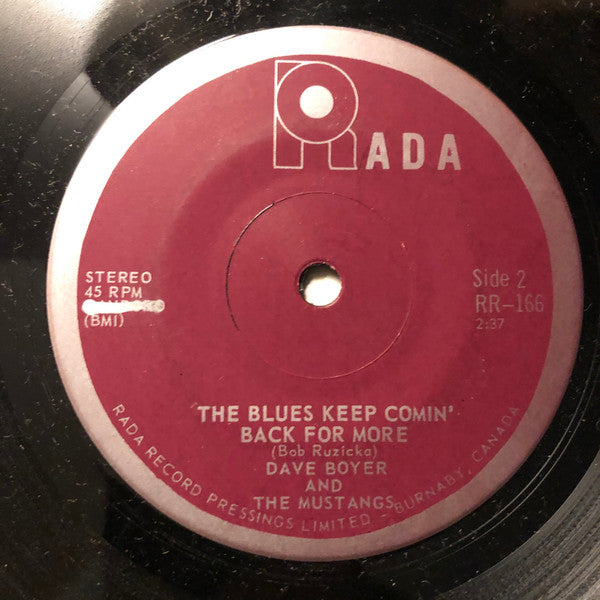 RADA
STEREO
45 RPM
(BMI)
Side 2
RR-166
2:37
THE BLUES KEEP COMIN'
BACK FOR MORE
(Bob Ruzicka)
DAVE BOYER
AND
THE MUSTANGS
RADA RECORD PRESSINGS LIMITED - BURNABY, CANADA